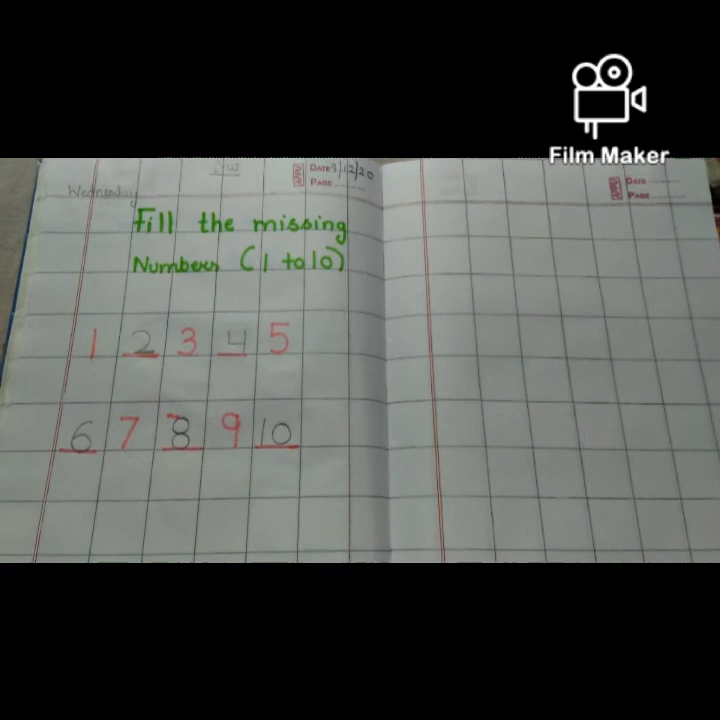 Film Maker
DATE 9/12/20
PAGE
Wednesday
Fill the missing
Numbers (1 to 10)
1 2 3 4 5
6 7 8 9 10
DATE
PAGE